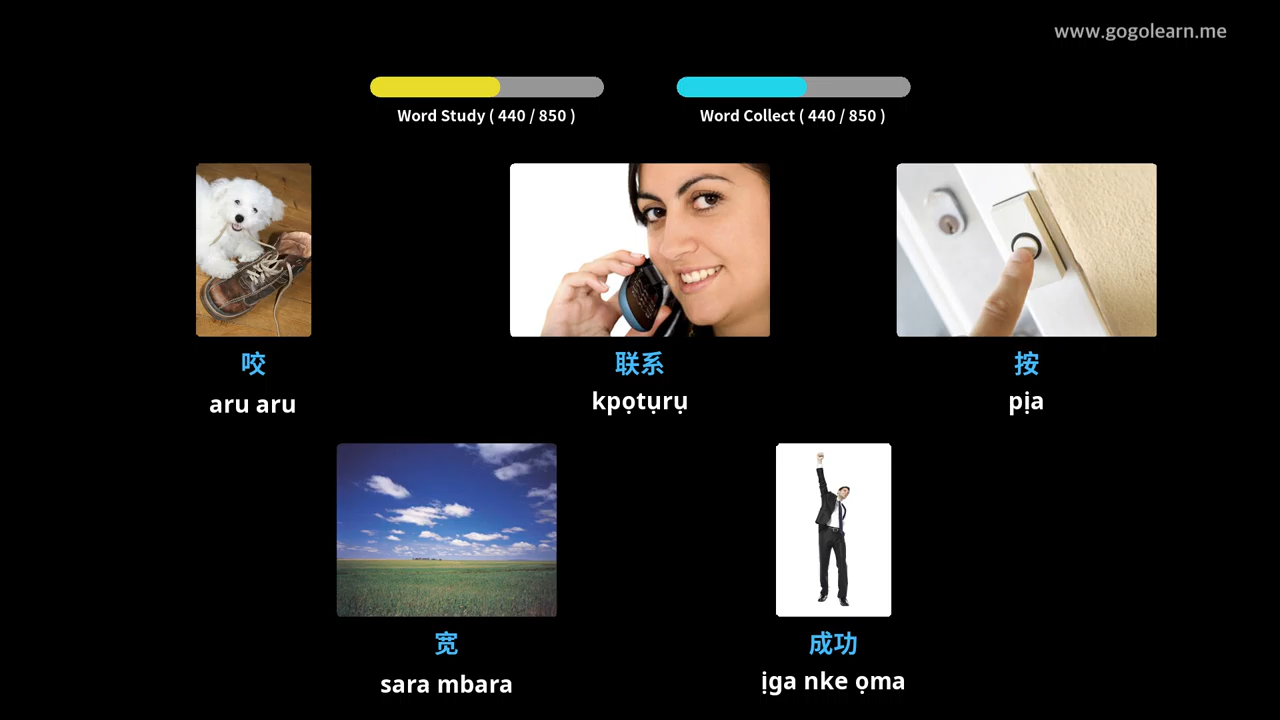 www.gogolearn.me
Word Study ( 440 / 850 )
Word Collect ( 440 / 850 )
咬
aru aru
联系
kpọtụrụ
按
pịa
宽
sara mbara
成功
ịga nke ọma